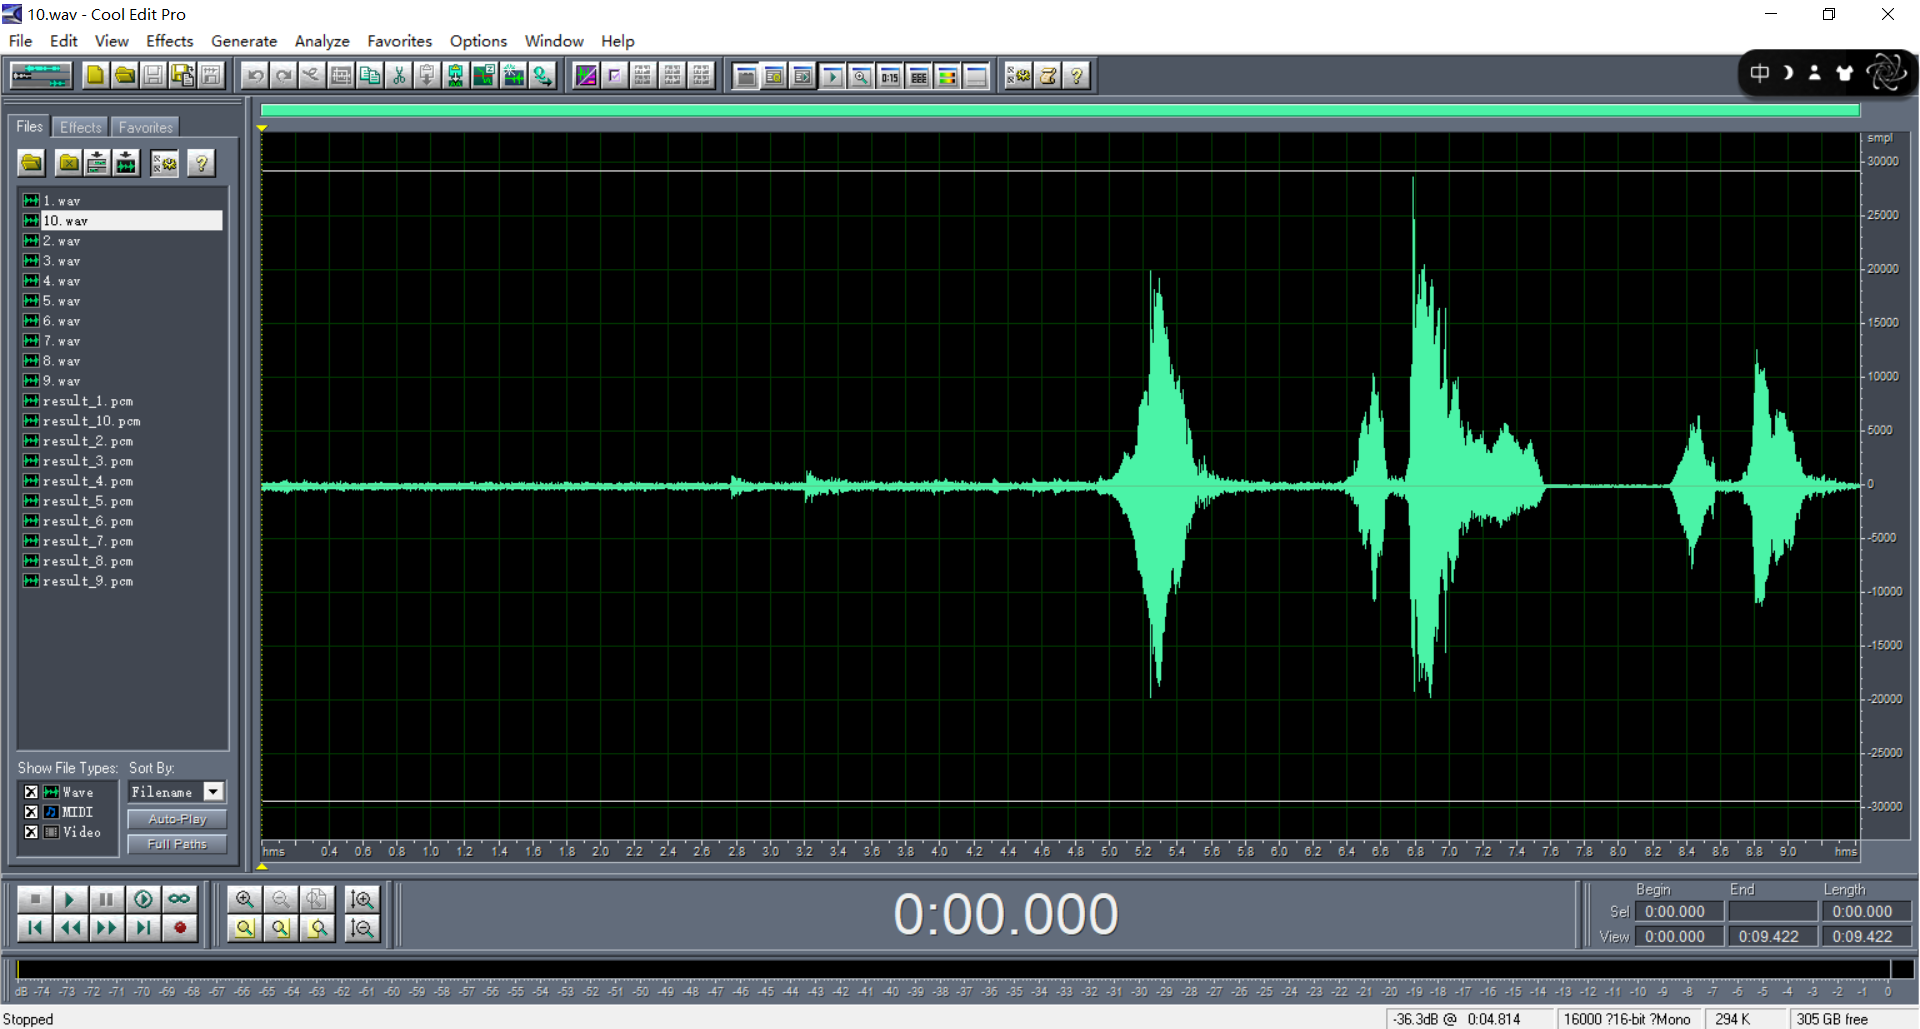 10.wav - Cool Edit Pro
File Edit View Effects Generate Analyze Favorites Options Window Help
0:15
中
Files Effects Favorites
1.wav
10.wav
2.wav
3.wav
4.wav
5.wav
6.wav
7.wav
8.wav
9.wav
result_1.pcm
result_10.pcm
result_2.pcm
result_3.pcm
result_4.pcm
result_5.pcm
result_6.pcm
result_7.pcm
result_8.pcm
result_9.pcm
Show File Types: Sort By:
Wave Filename
MIDI Auto-Play
Video Full Paths
smpl
30000
25000
20000
15000
10000
5000
0
-5000
-10000
-15000
-20000
-25000
-30000
hms 0.4 0.6 0.8 1.0 1.2 1.4 1.6 1.8 2.0 2.2 2.4 2.6 2.8 3.0 3.2 3.4 3.6 3.8 4.0 4.2 4.4 4.6 4.8 5.0 5.2 5.4 5.6 5.8 6.0 6.2 6.4 6.6 6.8 7.0 7.2 7.4 7.6 7.8 8.0 8.2 8.4 8.6 8.8 9.0 hms
0:00.000
Begin End Length
Sel 0:00.000 0:00.000
View 0:00.000 0:09.422 0:09.422
dB -74 -73 -72 -71 -70 -69 -68 -67 -66 -65 -64 -63 -62 -61 -60 -59 -58 -57 -56 -55 -54 -53 -52 -51 -50 -49 -48 -47 -46 -45 -44 -43 -42 -41 -40 -39 -38 -37 -36 -35 -34 -33 -32 -31 -30 -29 -28 -27 -26 -25 -24 -23 -22 -21 -20 -19 -18 -17 -16 -15 -14 -13 -12 -11 -10 -9 -8 -7 -6 -5 -4 -3 -2 -1 0
Stopped
-36.3dB @ 0:04.814
16000 ?16-bit ?Mono
294 K
305 GB free